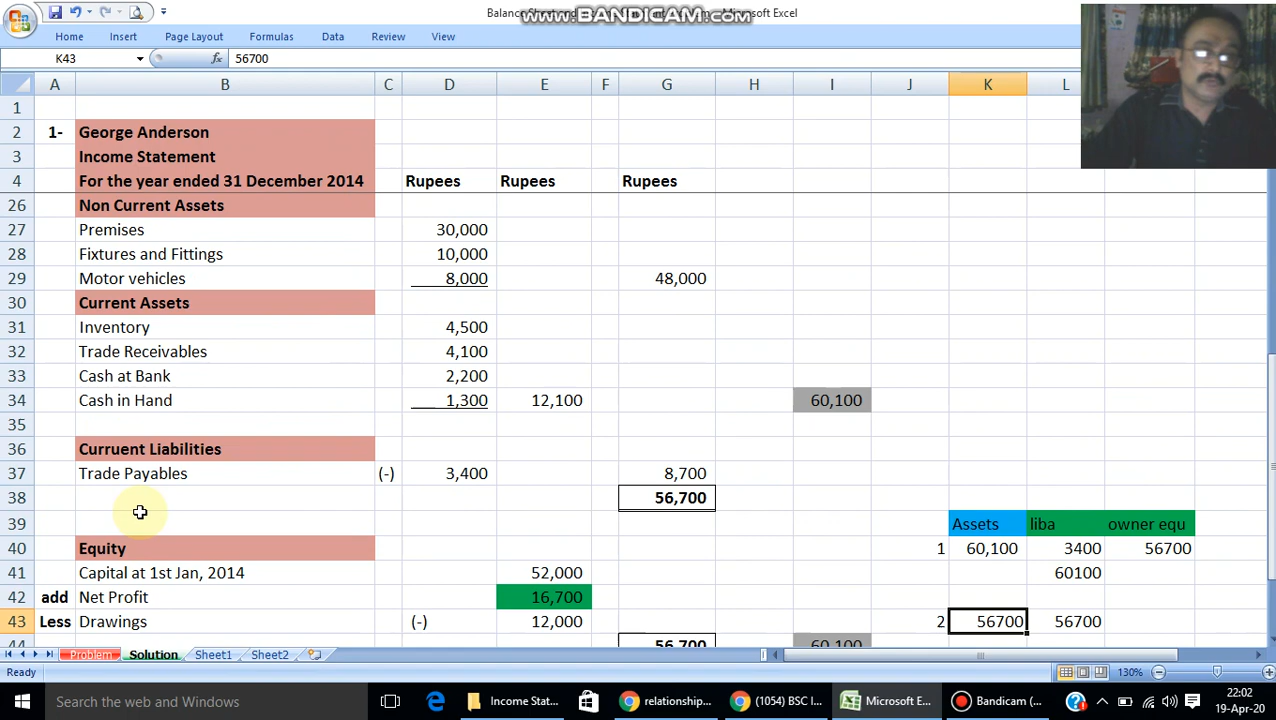 Balance Sheet
Microsoft Excel
www.BANDICAM.com
Home Insert Page Layout Formulas Data Review View
K43 fx 56700
A B C D E F G H I J K L
1
2 1- George Anderson
3 Income Statement
4 For the year ended 31 December 2014 Rupees Rupees Rupees
26 Non Current Assets
27 Premises 30,000
28 Fixtures and Fittings 10,000
29 Motor vehicles 8,000 48,000
30 Current Assets
31 Inventory 4,500
32 Trade Receivables 4,100
33 Cash at Bank 2,200
34 Cash in Hand 1,300 12,100 60,100
35
36 Curruent Liabilities
37 Trade Payables (-) 3,400 8,700
38 56,700
39 Assets liba owner equ
40 Equity 1 60,100 3400 56700
41 Capital at 1st Jan, 2014 52,000 60100
42 add Net Profit 16,700
43 Less Drawings (-) 12,000 2 56700 56700
44 56,700 60,100
Problem Solution Sheet1 Sheet2
Ready 130%
Search the web and Windows Income Stat... relationship... (1054) BSC I... Microsoft E... Bandicam (... 22:02
19-Apr-20